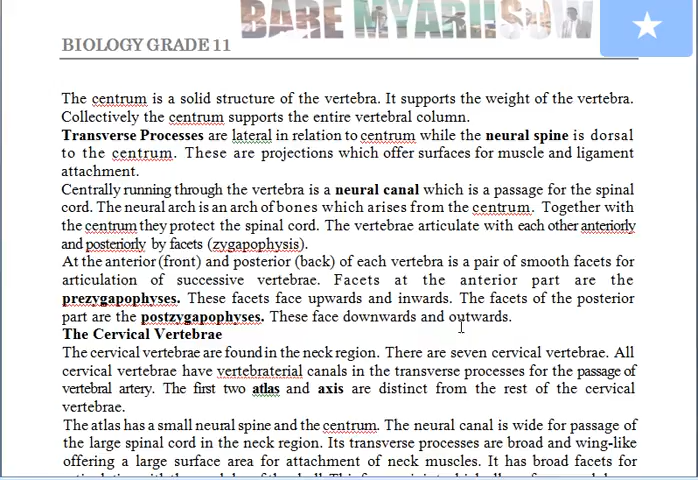 BARE MYARIISOW
BIOLOGY GRADE 11
The centrum is a solid structure of the vertebra. It supports the weight of the vertebra.
Collectively the centrum supports the entire vertebral column.
Transverse Processes are lateral in relation to centrum while the neural spine is dorsal
to the centrum. These are projections which offer surfaces for muscle and ligament
attachment.
Centrally running through the vertebra is a neural canal which is a passage for the spinal
cord. The neural arch is an arch of bones which arises from the centrum. Together with
the centrum they protect the spinal cord. The vertebrae articulate with each other anteriorly
and posteriorly by facets (zygapophysis).
At the anterior (front) and posterior (back) of each vertebra is a pair of smooth facets for
articulation of successive vertebrae. Facets at the anterior part are the
prezygapophyses. These facets face upwards and inwards. The facets of the posterior
part are the postzygapophyses. These face downwards and outwards.
The Cervical Vertebrae
The cervical vertebrae are found in the neck region. There are seven cervical vertebrae. All
cervical vertebrae have vertebraterial canals in the transverse processes for the passage of
vertebral artery. The first two atlas and axis are distinct from the rest of the cervical
vertebrae.
The atlas has a small neural spine and the centrum. The neural canal is wide for passage of
the large spinal cord in the neck region. Its transverse processes are broad and wing-like
offering a large surface area for attachment of neck muscles. It has broad facets for